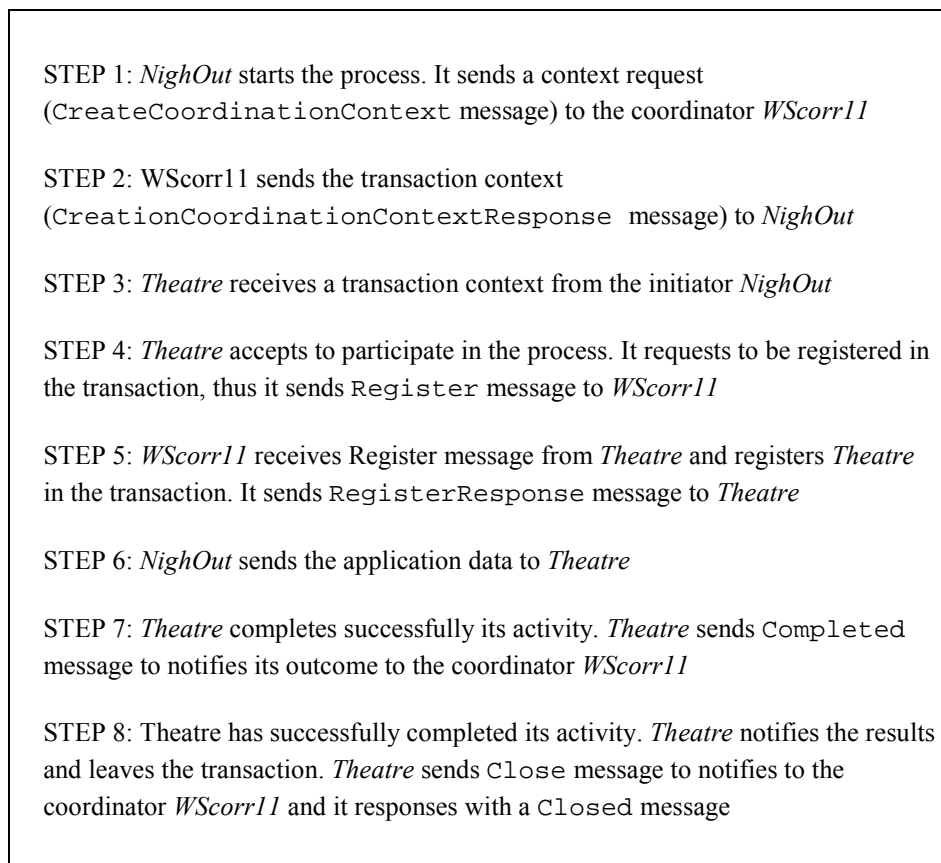 STEP 1: NighOut starts the process. It sends a context request
(CreateCoordinationContext message) to the coordinator WScorr11
STEP 2: WScorr11 sends the transaction context
(CreationCoordinationContextResponse message) to NighOut
STEP 3: Theatre receives a transaction context from the initiator NighOut
STEP 4: Theatre accepts to participate in the process. It requests to be registered in
the transaction, thus it sends Register message to WScorr11
STEP 5: WScorr11 receives Register message from Theatre and registers Theatre
in the transaction. It sends RegisterResponse message to Theatre
STEP 6: NighOut sends the application data to Theatre
STEP 7: Theatre completes successfully its activity. Theatre sends Completed
message to notifies its outcome to the coordinator WScorr11
STEP 8: Theatre has successfully completed its activity. Theatre notifies the results
and leaves the transaction. Theatre sends Close message to notifies to the
coordinator WScorr11 and it responses with a Closed message